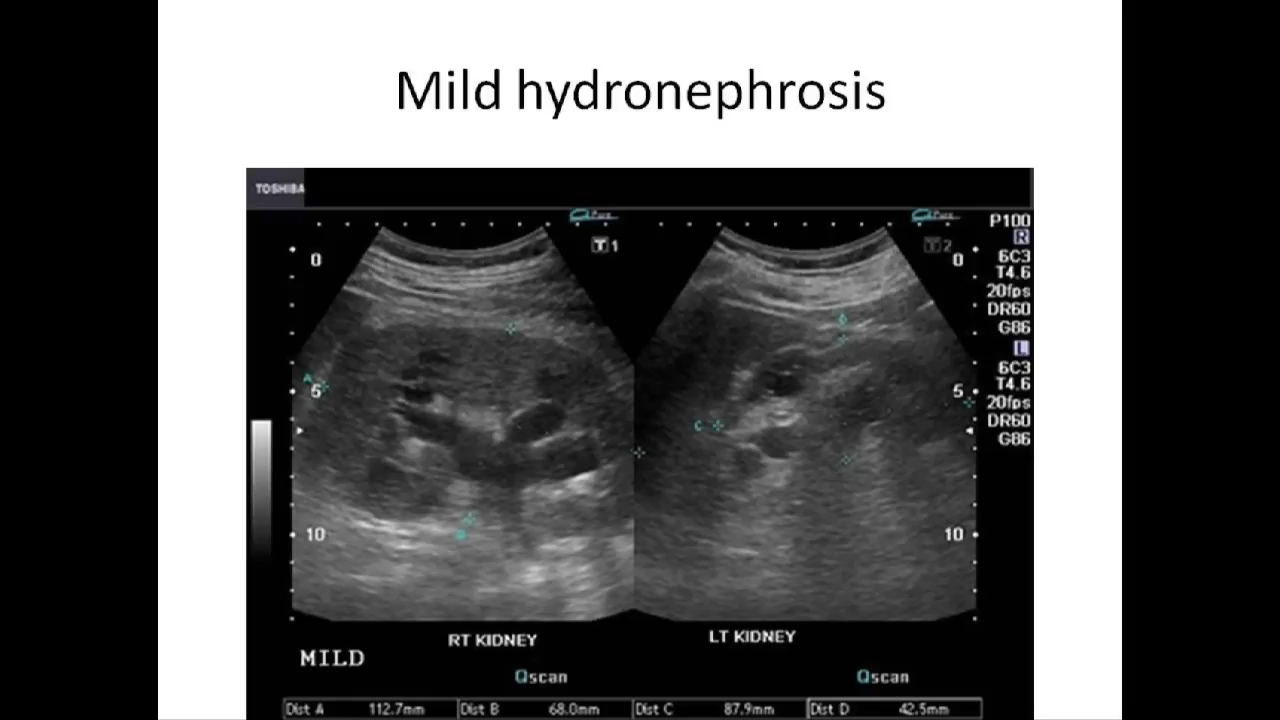 Mild hydronephrosis
TOSHIBA
P100
T 1
T 2
R
0
0
6C3
T4.6
20fps
DR60
G86
L
6C3
A
5
5
T4.6
20fps
C
DR60
G86
10
10
RT KIDNEY
LT KIDNEY
MILD
Qscan
Qscan
Dist A 112.7mm Dist B 68.0mm Dist C 87.9mm Dist D 42.5mm